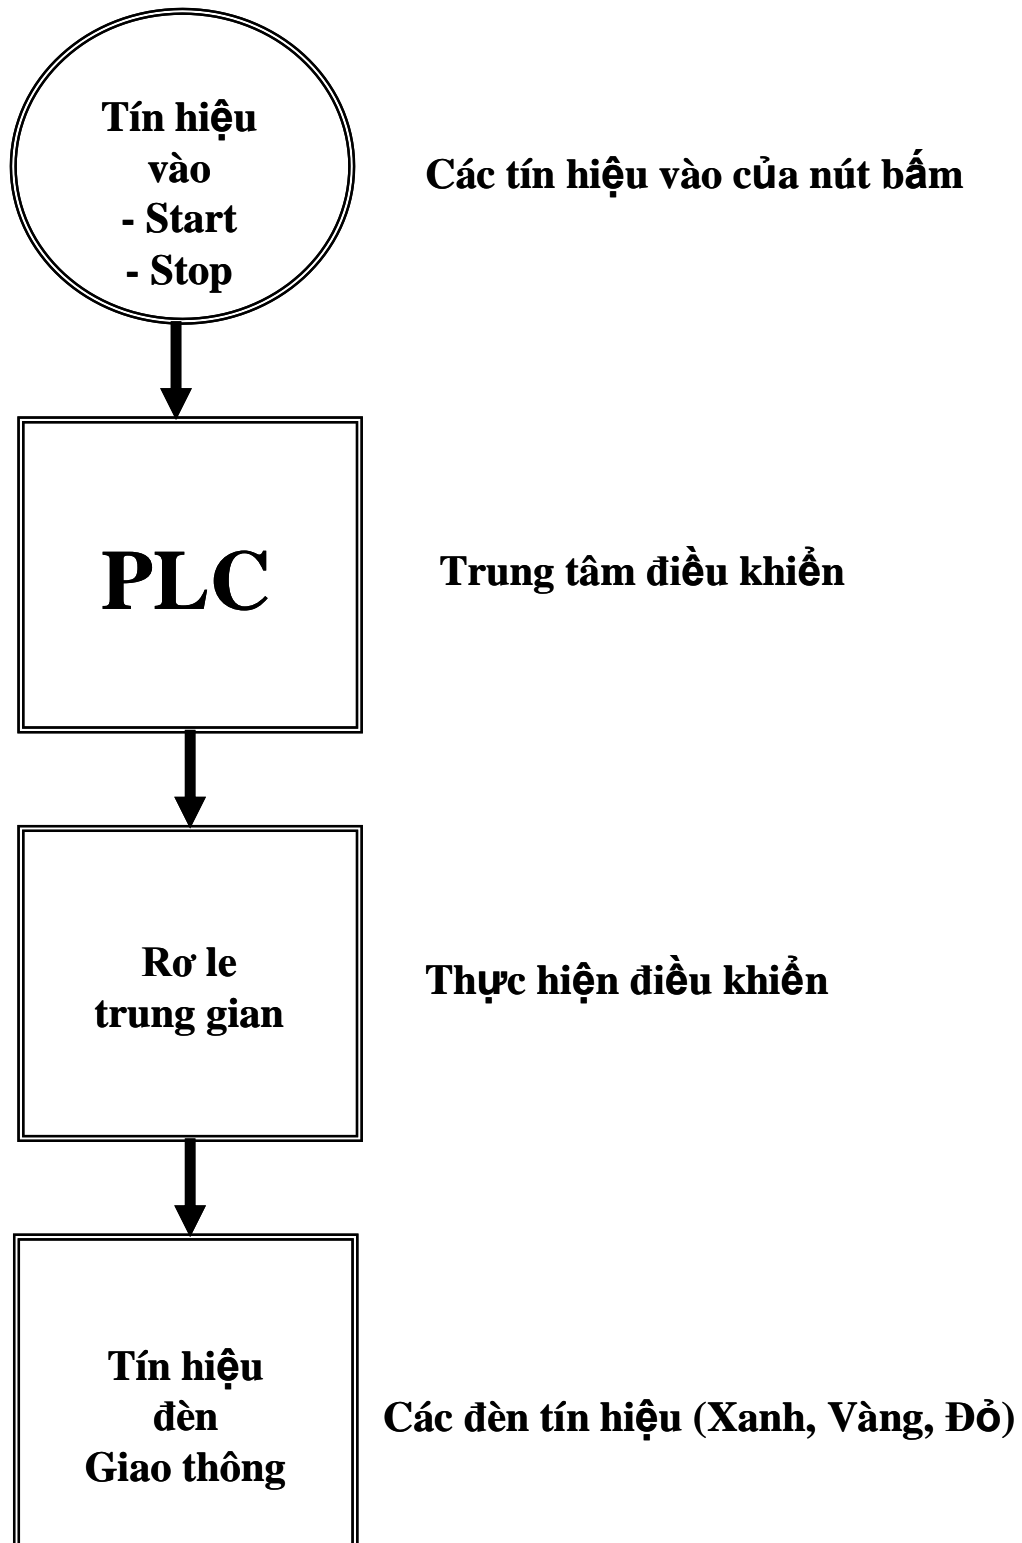 Tín hiệu
vào
- Start
- Stop
Các tín hiệu vào của nút bấm
PLC
Trung tâm điều khiển
Rơ le
trung gian
Thực hiện điều khiển
Tín hiệu
đèn
Giao thông
Các đèn tín hiệu (Xanh, Vàng, Đỏ)